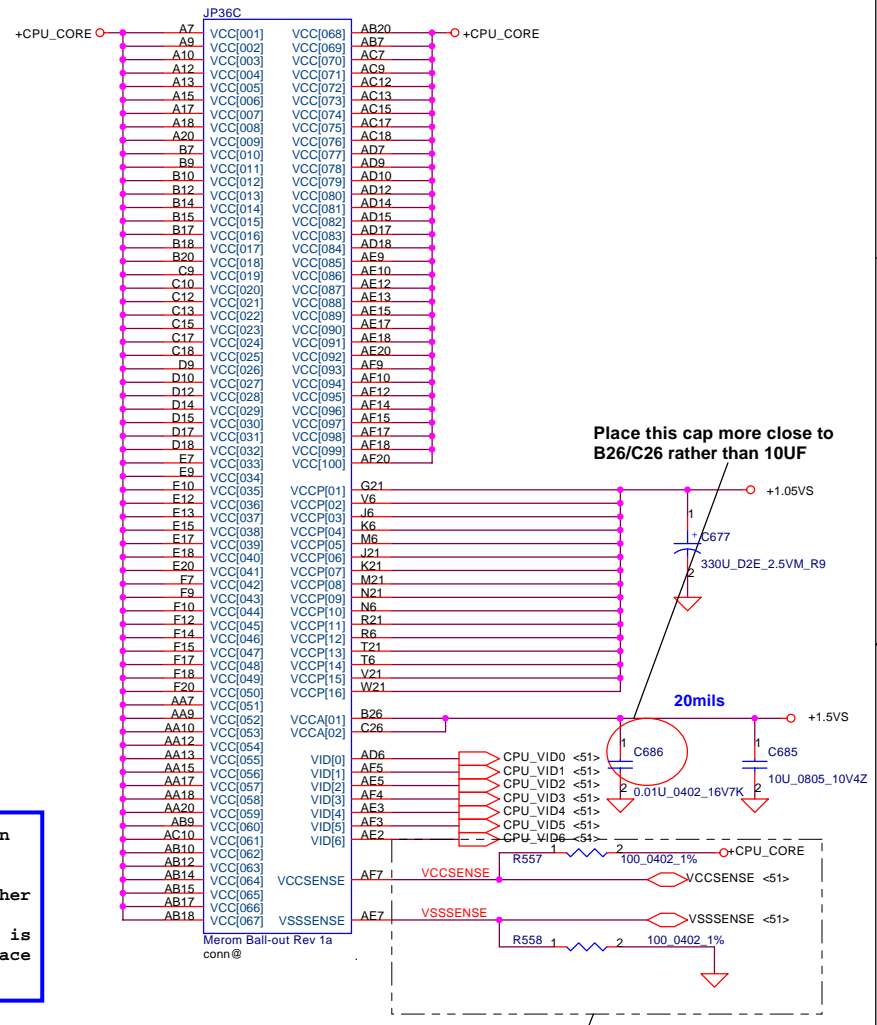 JP36C
+CPU_CORE A7 VCC[001] VCC[068] AB20 +CPU_CORE
A9 VCC[002] VCC[069] AB7
A10 VCC[003] VCC[070] AC7
A12 VCC[004] VCC[071] AC9
A13 VCC[005] VCC[072] AC12
A15 VCC[006] VCC[073] AC13
A17 VCC[007] VCC[074] AC15
A18 VCC[008] VCC[075] AC17
A20 VCC[009] VCC[076] AC18
B7 VCC[010] VCC[077] AD7
B9 VCC[011] VCC[078] AD9
B10 VCC[012] VCC[079] AD10
B12 VCC[013] VCC[080] AD12
B14 VCC[014] VCC[081] AD14
B15 VCC[015] VCC[082] AD15
B17 VCC[016] VCC[083] AD17
B18 VCC[017] VCC[084] AD18
B20 VCC[018] VCC[085] AE9
C9 VCC[019] VCC[086] AE10
C10 VCC[020] VCC[087] AE12
C12 VCC[021] VCC[088] AE13
C13 VCC[022] VCC[089] AE15
C15 VCC[023] VCC[090] AE17
C17 VCC[024] VCC[091] AE18
C18 VCC[025] VCC[092] AE20
D9 VCC[026] VCC[093] AF9
D10 VCC[027] VCC[094] AF10
D12 VCC[028] VCC[095] AF12
D14 VCC[029] VCC[096] AF14
D15 VCC[030] VCC[097] AF15
D17 VCC[031] VCC[098] AF17
D18 VCC[032] VCC[099] AF18
E7 VCC[033] VCC[100] AF20
E9 VCC[034]
Place this cap more close to
B26/C26 rather than 10UF
E10 VCC[035] VCCP[01] G21 +1.05VS
E12 VCC[036] VCCP[02] V6
E13 VCC[037] VCCP[03] J6
E15 VCC[038] VCCP[04] K6
E17 VCC[039] VCCP[05] M6
E18 VCC[040] VCCP[06] J21
E20 VCC[041] VCCP[07] K21
F7 VCC[042] VCCP[08] M21
F9 VCC[043] VCCP[09] N21
F10 VCC[044] VCCP[10] N6
F12 VCC[045] VCCP[11] R21
F14 VCC[046] VCCP[12] R6
F15 VCC[047] VCCP[13] T21
F17 VCC[048] VCCP[14] T6
F18 VCC[049] VCCP[15] V21
F20 VCC[050] VCCP[16] W21
1
+ C677
330U_D2E_2.5VM_R9
2
AA7 VCC[051]
20mils
AA9 VCC[052] VCCA[01] B26 +1.5VS
AA10 VCC[053] VCCA[02] C26
AA12 VCC[054]
AA13 VCC[055] VID[0] AD6 CPU_VID0 <51>
AA15 VCC[056] VID[1] AF5 CPU_VID1 <51>
AA17 VCC[057] VID[2] AE5 CPU_VID2 <51>
AA18 VCC[058] VID[3] AF4 CPU_VID3 <51>
AA20 VCC[059] VID[4] AE3 CPU_VID4 <51>
AB9 VCC[060] VID[5] AF3 CPU_VID5 <51>
AC10 VCC[061] VID[6] AE2 CPU_VID6 <51>
1 C686
2 0.01U_0402_16V7K
1 C685
2 10U_0805_10V4Z
AB10 VCC[062]
AB12 VCC[063]
R557 1 2 100_0402_1% +CPU_CORE
AB14 VCC[064] VCCSENSE AF7 VCCSENSE VCCSENSE <51>
AB15 VCC[065]
AB17 VCC[066]
AB18 VCC[067] VSSSENSE AE7 VSSSENSE VSSSENSE <51>
R558 1 2 100_0402_1%
Merom Ball-out Rev 1a
conn@
.
n
her
is
ace